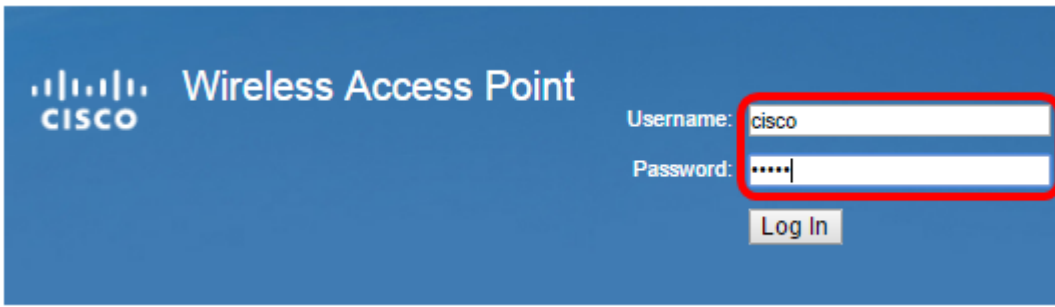 CISCO
Wireless Access Point
Username: cisco
Password: •••••
Log In